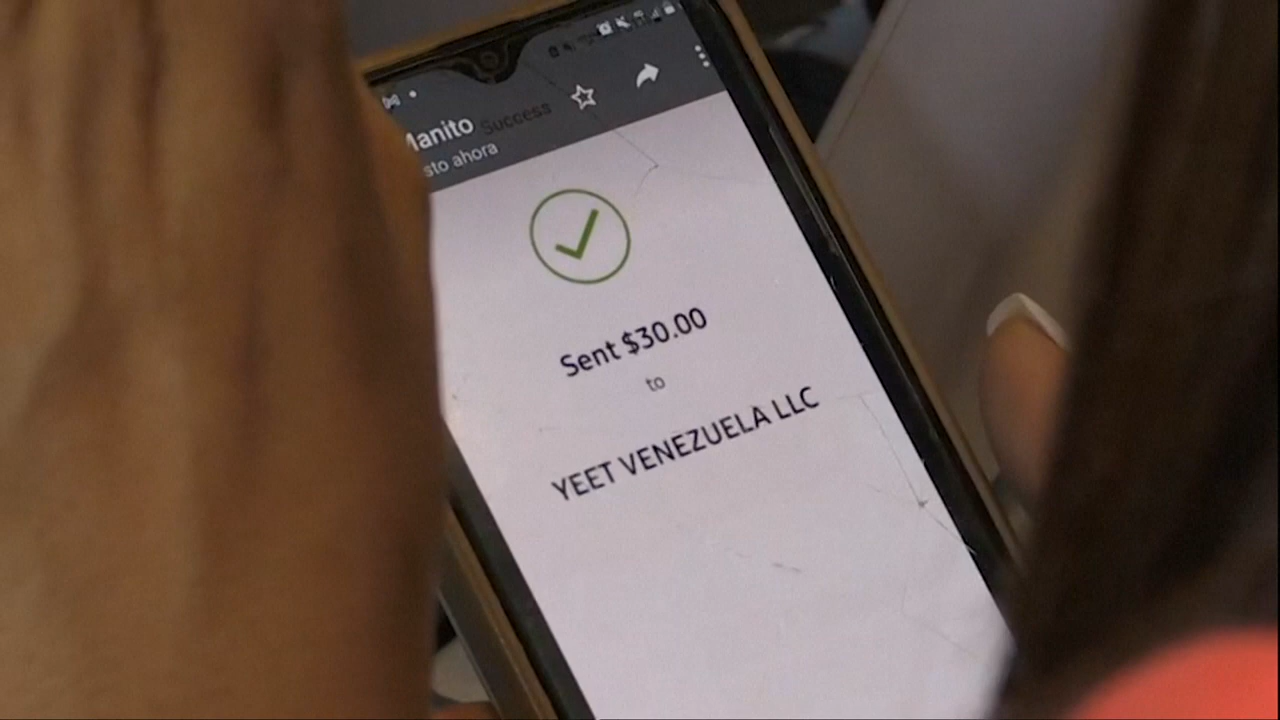 Manito Success
sto ahora
Sent $30.00
to
YEET VENEZUELA LLC